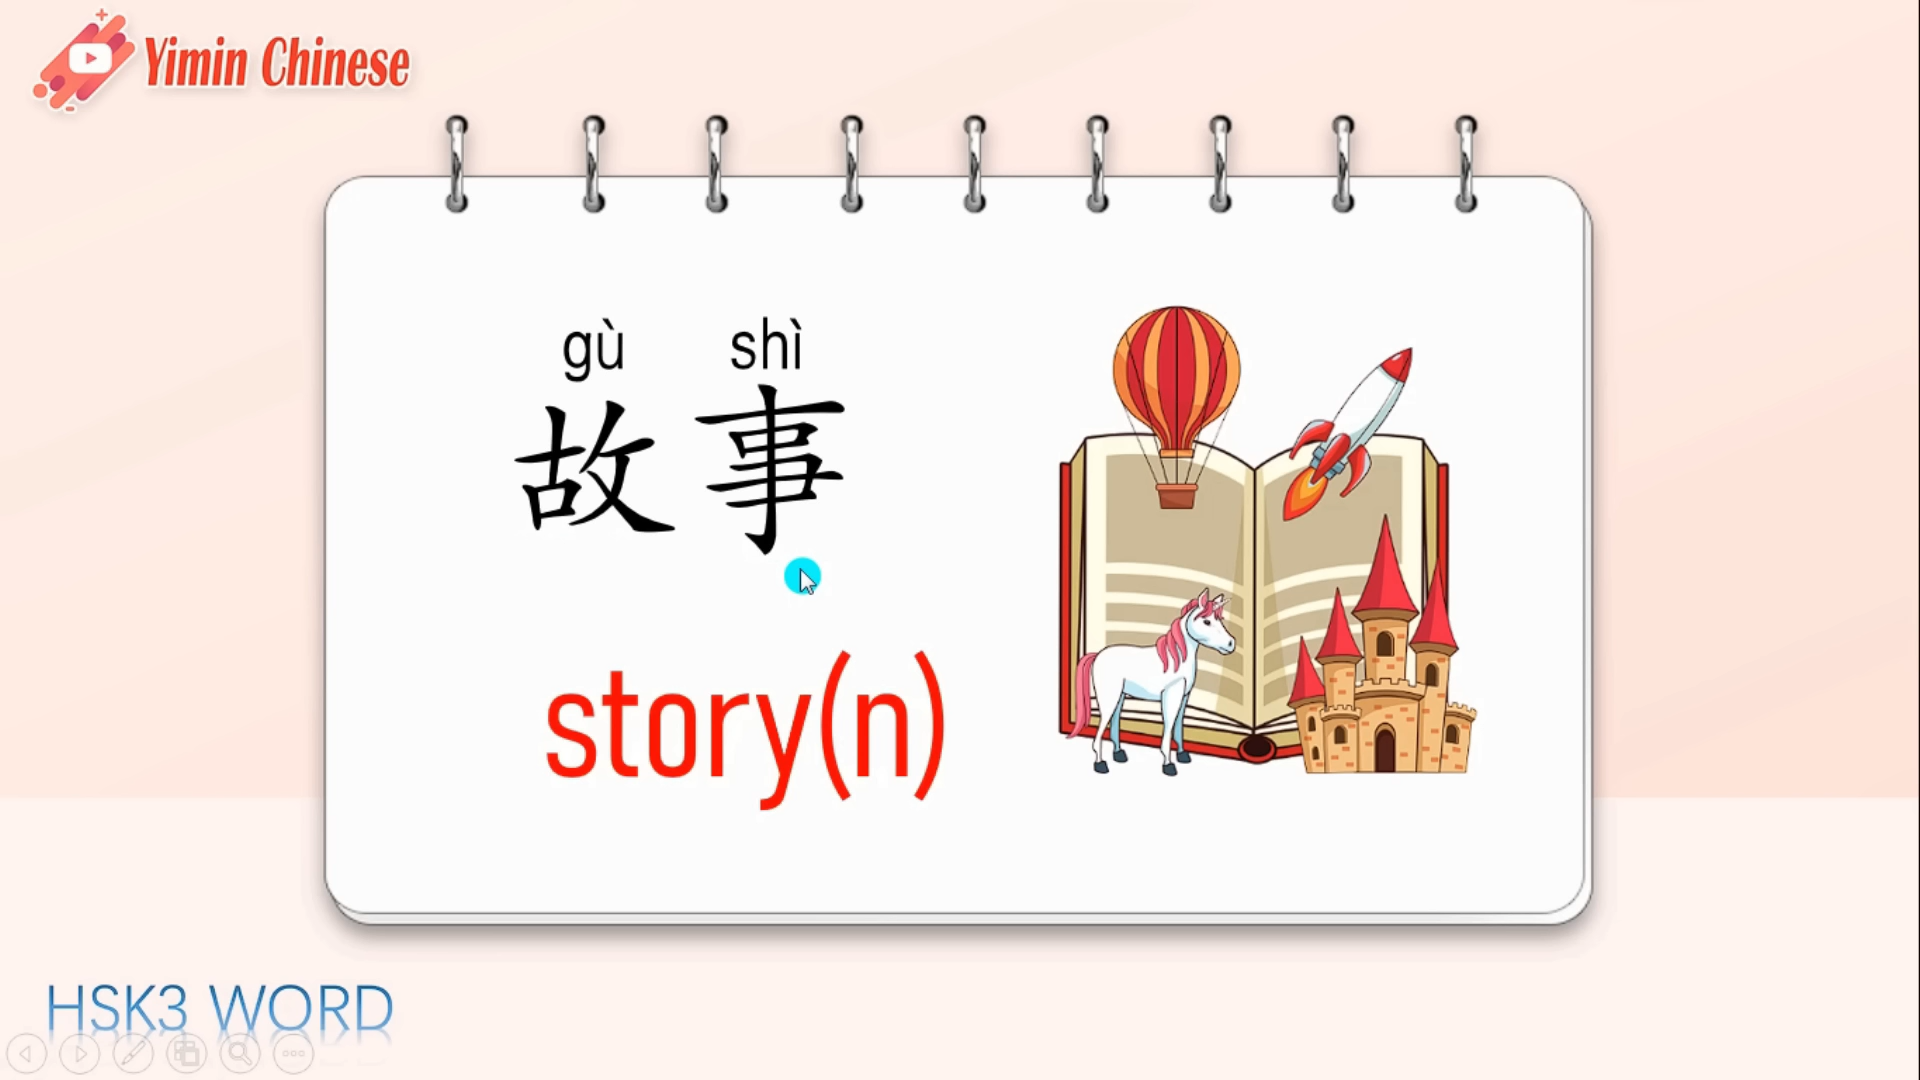 Yimin Chinese
gù shì
故事
story(n)
HSK3 WORD